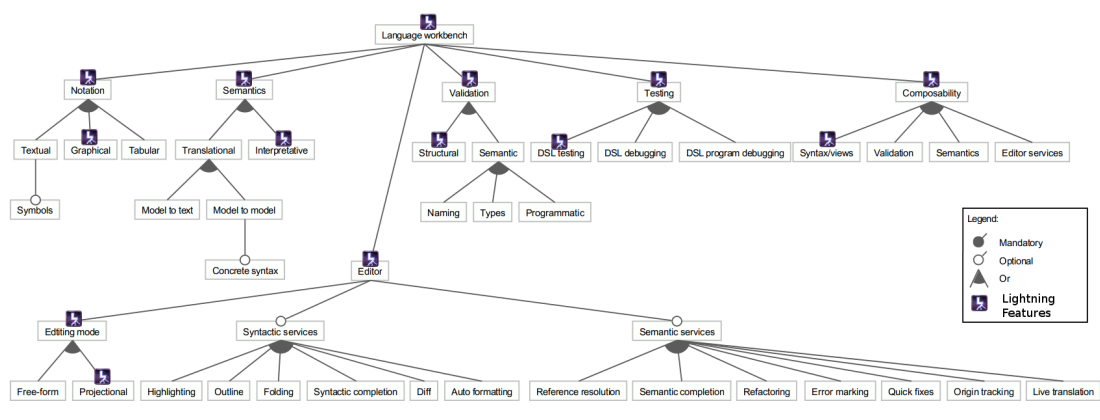 Language workbench
Notation
Semantics
Validation
Testing
Composability
Textual
Graphical
Tabular
Translational
Interpretative
Structural
Semantic
DSL testing
DSL debugging
DSL program debugging
Syntax/views
Validation
Semantics
Editor services
Symbols
Model to text
Model to model
Naming
Types
Programmatic
Concrete syntax
Editor
Legend:
Mandatory
Optional
Or
Lightning
Features
Edtiting mode
Syntactic services
Semantic services
Free-form
Projectional
Highlighting
Outline
Folding
Syntactic completion
Diff
Auto formatting
Reference resolution
Semantic completion
Refactoring
Error marking
Quick fixes
Origin tracking
Live translation